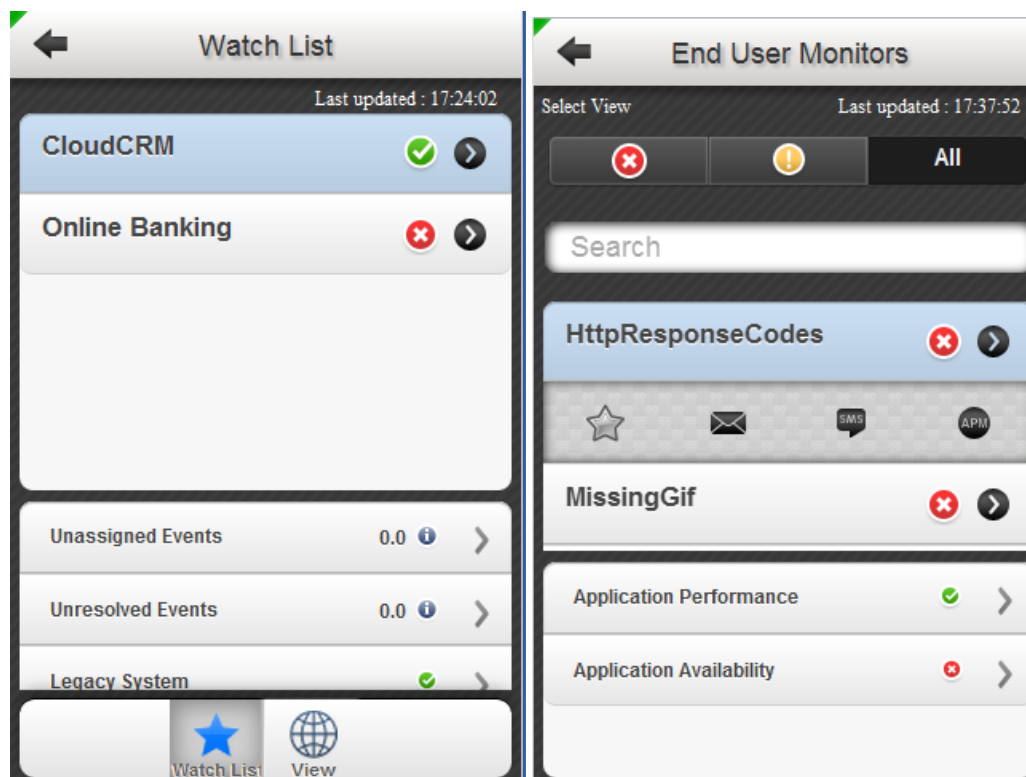 Watch List
Last updated : 17:24:02
CloudCRM
Online Banking
Unassigned Events 0.0
Unresolved Events 0.0
Legacy System
Watch List View
End User Monitors
Select View Last updated : 17:37:52
All
Search
HttpResponseCodes
SMS APM
MissingGif
Application Performance
Application Availability